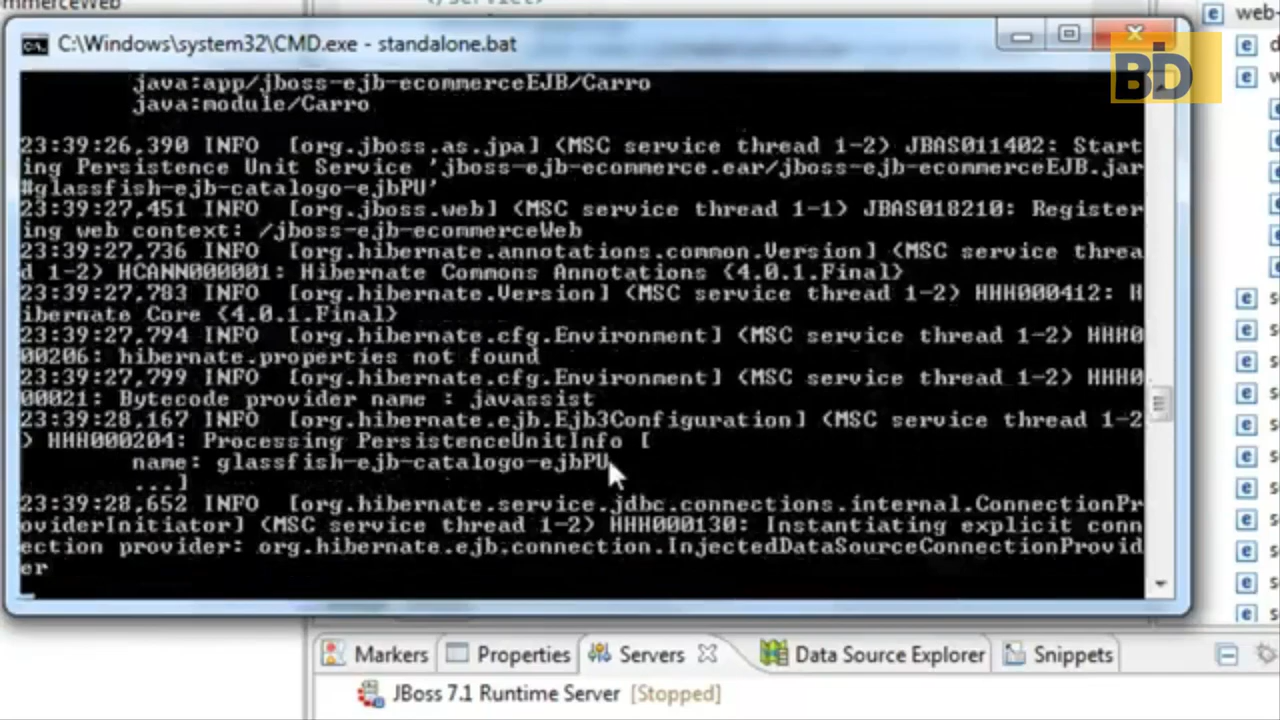 mmerceWeb
</servlet>
web-
C:\Windows\system32\CMD.exe - standalone.bat
BD
java:app/jboss-ejb-ecommerceEJB/Carro
java:module/Carro
23:39:26,390 INFO  [org.jboss.as.jpa] (MSC service thread 1-2) JBAS011402: Start
ing Persistence Unit Service 'jboss-ejb-ecommerce.ear/jboss-ejb-ecommerceEJB.jar
#glassfish-ejb-catalogo-ejbPU'
23:39:27,451 INFO  [org.jboss.web] (MSC service thread 1-1) JBAS018210: Register
ing web context: /jboss-ejb-ecommerceWeb
23:39:27,736 INFO  [org.hibernate.annotations.common.Version] (MSC service threa
d 1-2) HCANN000001: Hibernate Commons Annotations {4.0.1.Final}
23:39:27,783 INFO  [org.hibernate.Version] (MSC service thread 1-2) HHH000412: H
ibernate Core {4.0.1.Final}
23:39:27,794 INFO  [org.hibernate.cfg.Environment] (MSC service thread 1-2) HHH0
00206: hibernate.properties not found
23:39:27,799 INFO  [org.hibernate.cfg.Environment] (MSC service thread 1-2) HHH0
00021: Bytecode provider name : javassist
23:39:28,167 INFO  [org.hibernate.ejb.Ejb3Configuration] (MSC service thread 1-2
) HHH000204: Processing PersistenceUnitInfo [
name: glassfish-ejb-catalogo-ejbPU
...]
23:39:28,652 INFO  [org.hibernate.service.jdbc.connections.internal.ConnectionPr
oviderInitiator] (MSC service thread 1-2) HHH000130: Instantiating explicit conn
ection provider: org.hibernate.ejb.connection.InjectedDataSourceConnectionProvid
er
Markers Properties Servers Data Source Explorer Snippets
JBoss 7.1 Runtime Server [Stopped]